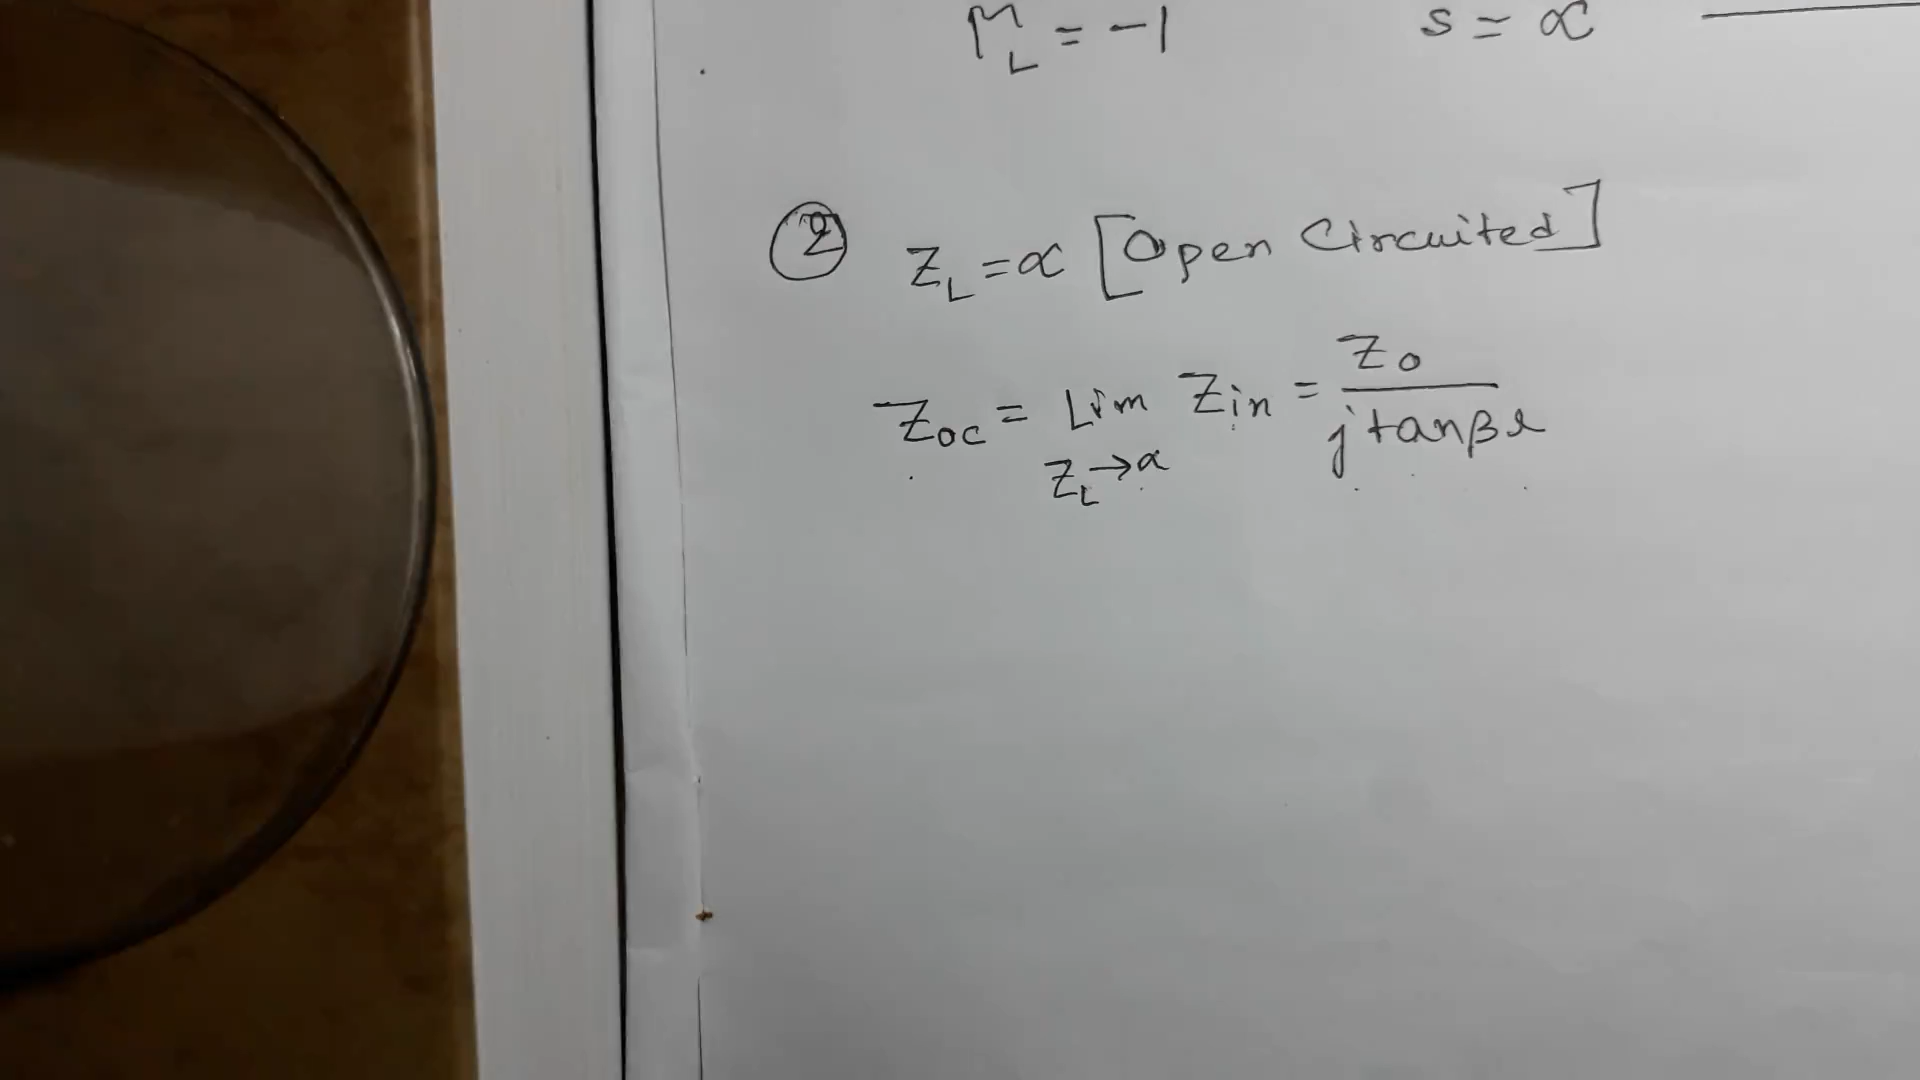 Γ_L = -1 s = ∝
② Z_L = ∝ [Open Circuited]
Z_oc = Lim Z_in = Z_0 / j tanβl
Z_L → ∝